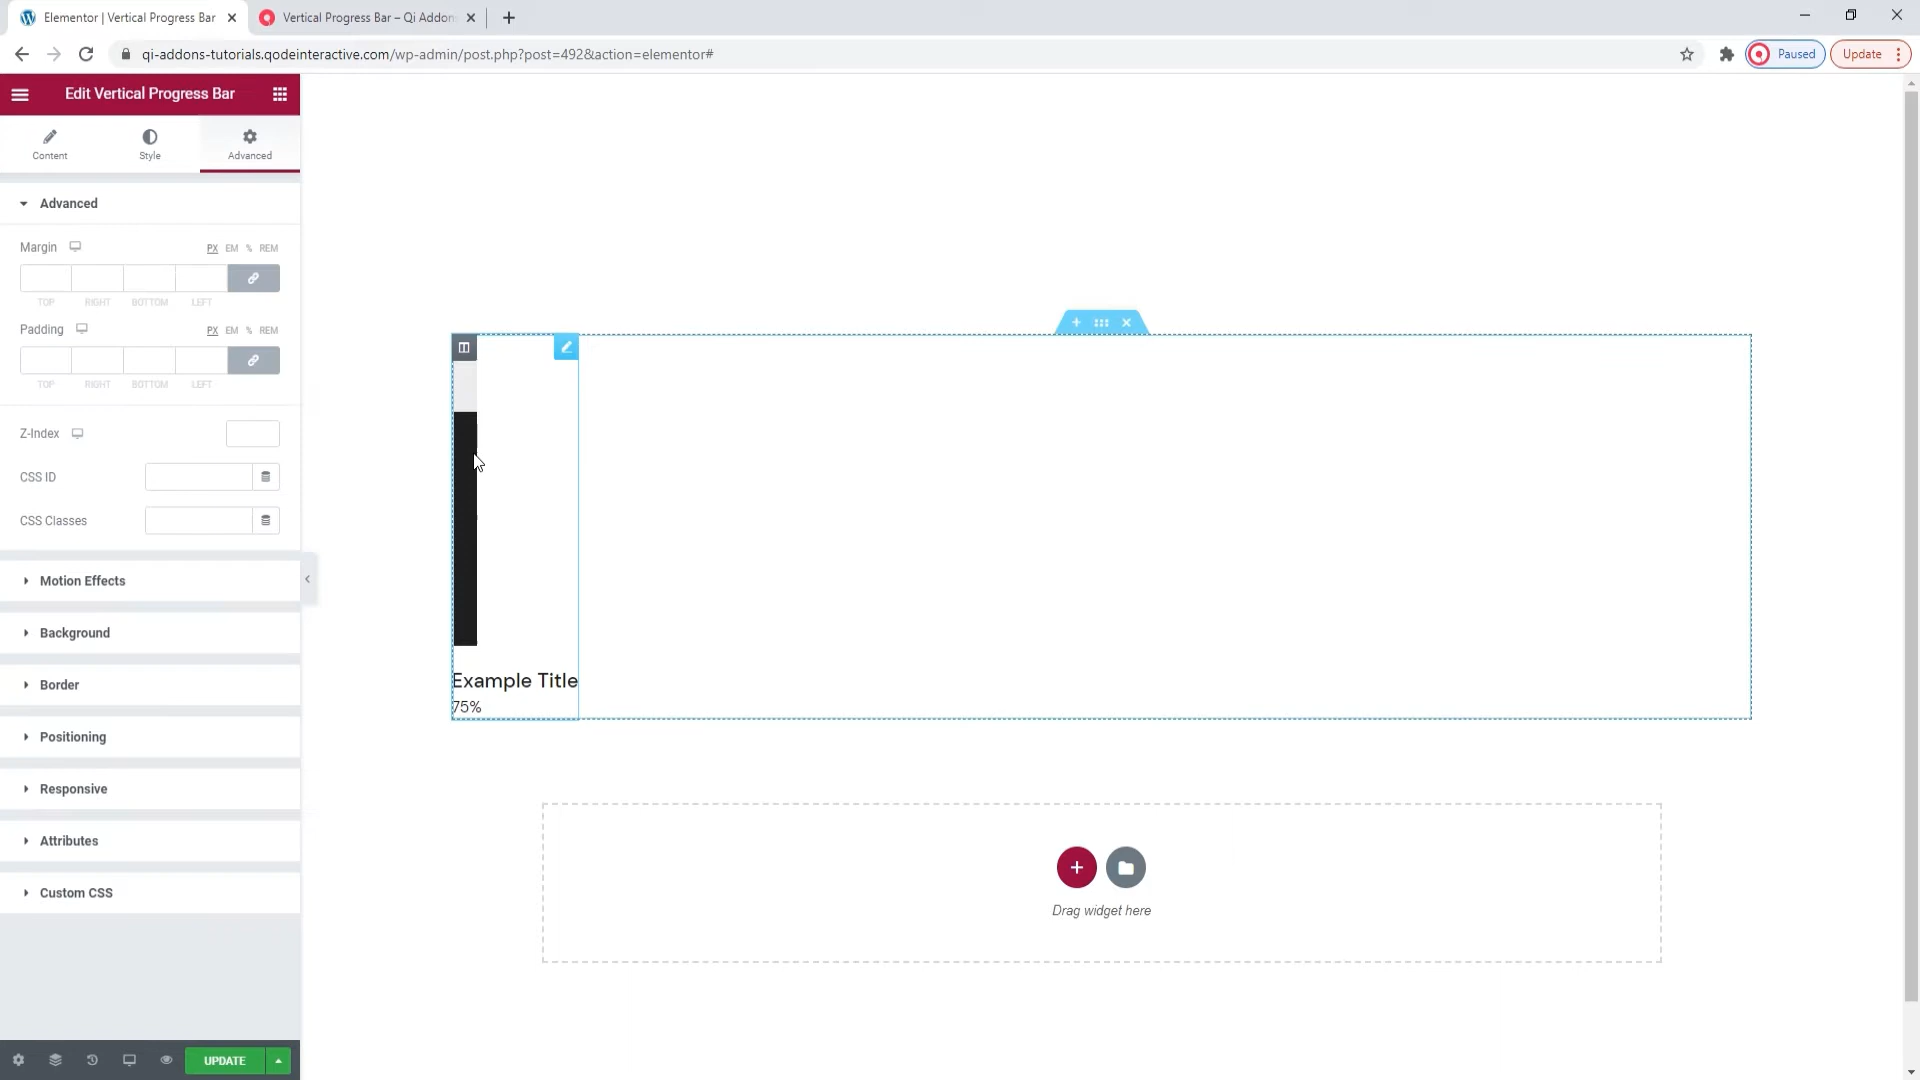 Elementor | Vertical Progress Bar
Vertical Progress Bar – Qi Addons
qi-addons-tutorials.qodeinteractive.com/wp-admin/post.php?post=492&action=elementor#
Paused
Update
Edit Vertical Progress Bar
Content
Style
Advanced
Advanced
Margin
PX EM % REM
TOP RIGHT BOTTOM LEFT
Padding
PX EM % REM
TOP RIGHT BOTTOM LEFT
Z-Index
CSS ID
CSS Classes
Motion Effects
Background
Border
Positioning
Responsive
Attributes
Custom CSS
UPDATE
Example Title
75%
Drag widget here